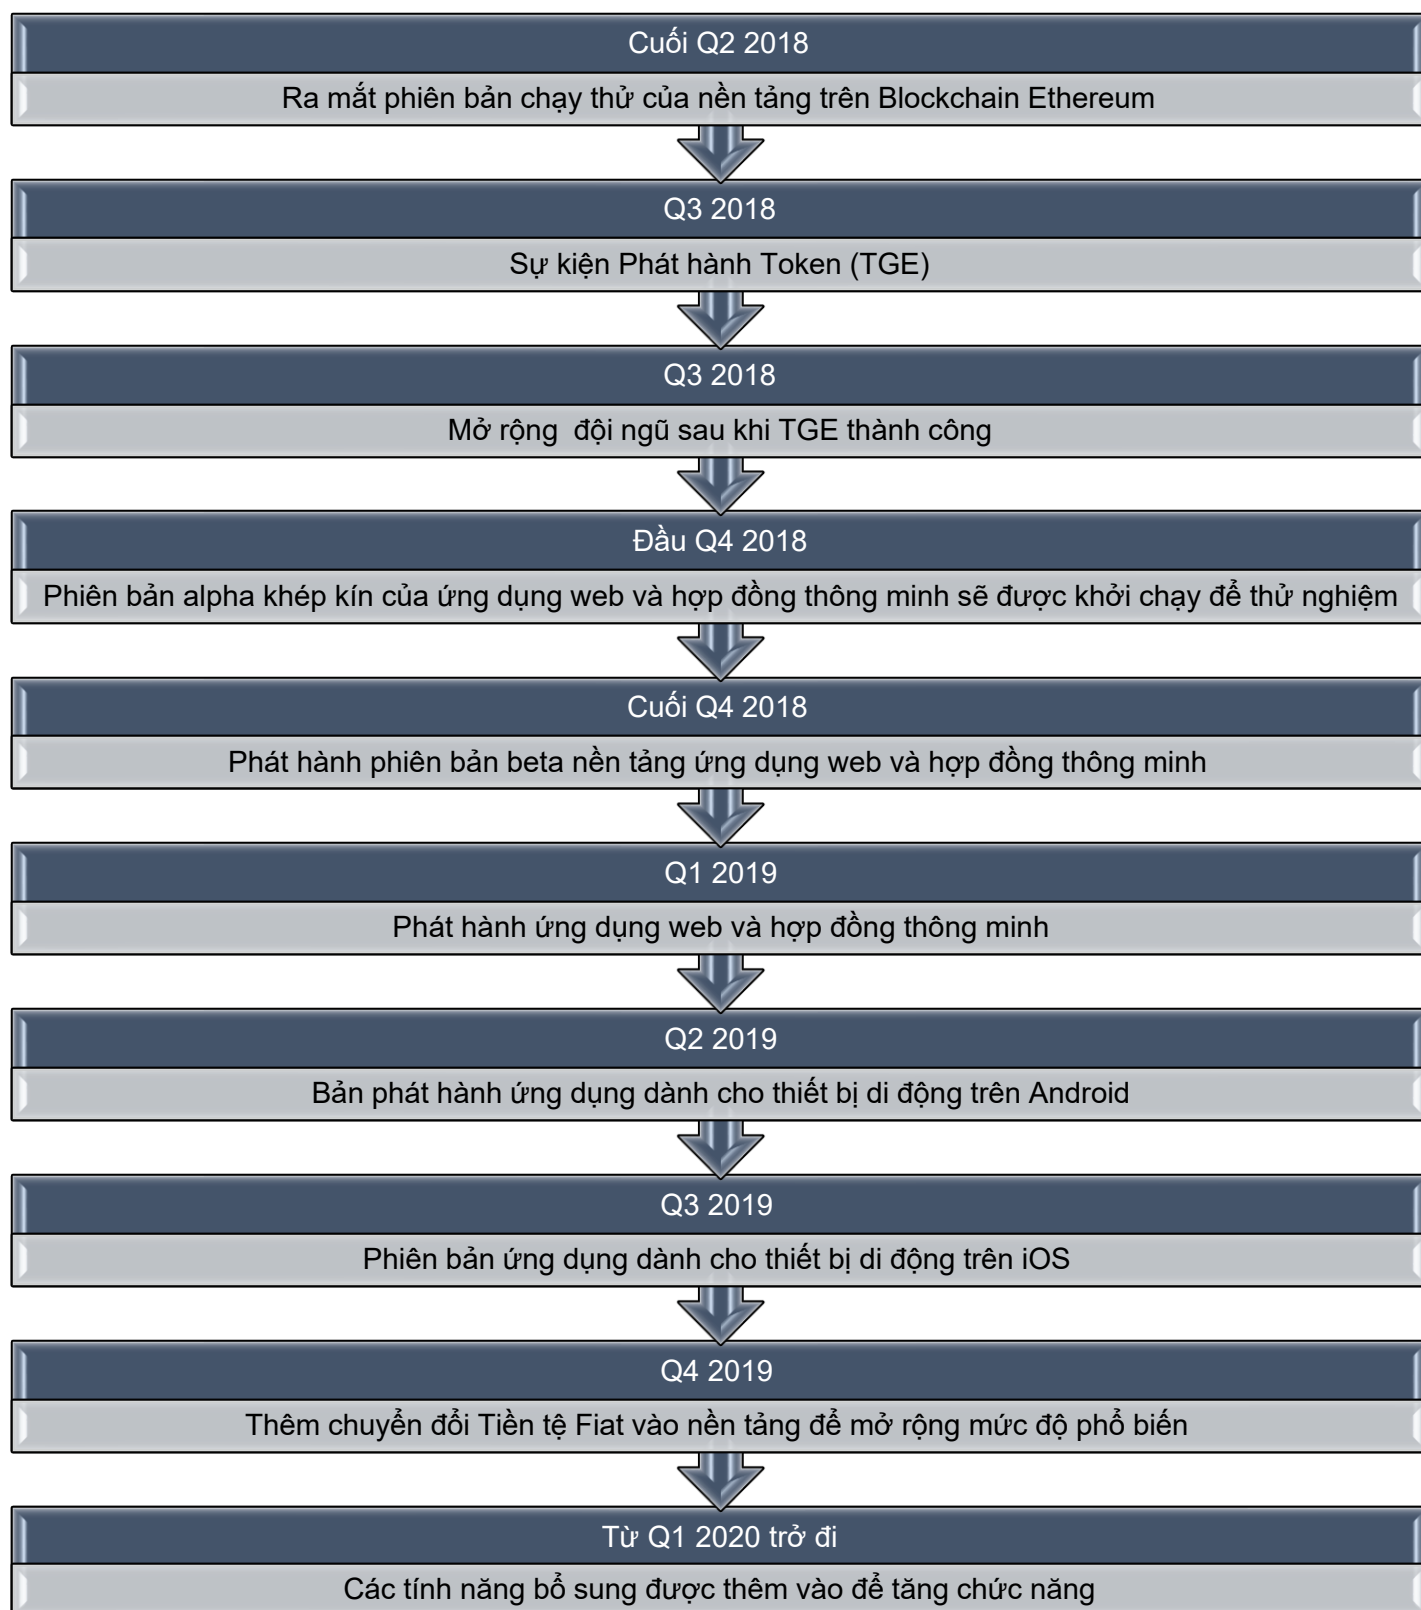 Cuối Q2 2018
Ra mắt phiên bản chạy thử của nền tảng trên Blockchain Ethereum
Q3 2018
Sự kiện Phát hành Token (TGE)
Q3 2018
Mở rộng  đội ngũ sau khi TGE thành công
Đầu Q4 2018
Phiên bản alpha khép kín của ứng dụng web và hợp đồng thông minh sẽ được khởi chạy để thử nghiệm
Cuối Q4 2018
Phát hành phiên bản beta nền tảng ứng dụng web và hợp đồng thông minh
Q1 2019
Phát hành ứng dụng web và hợp đồng thông minh
Q2 2019
Bản phát hành ứng dụng dành cho thiết bị di động trên Android
Q3 2019
Phiên bản ứng dụng dành cho thiết bị di động trên iOS
Q4 2019
Thêm chuyển đổi Tiền tệ Fiat vào nền tảng để mở rộng mức độ phổ biến
Từ Q1 2020 trở đi
Các tính năng bổ sung được thêm vào để tăng chức năng